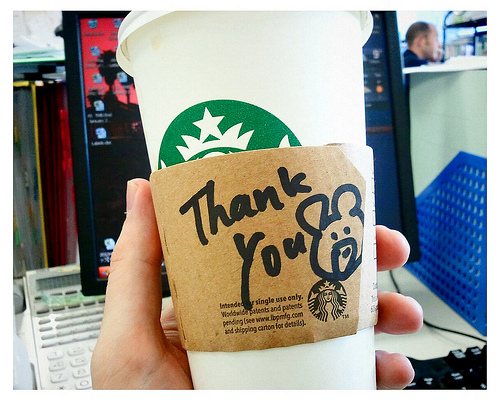 Thank
you
Intended for single use only.
Worldwide patents and patents
pending (see www.lbpmfg.com
and shipping carton for details).
TM